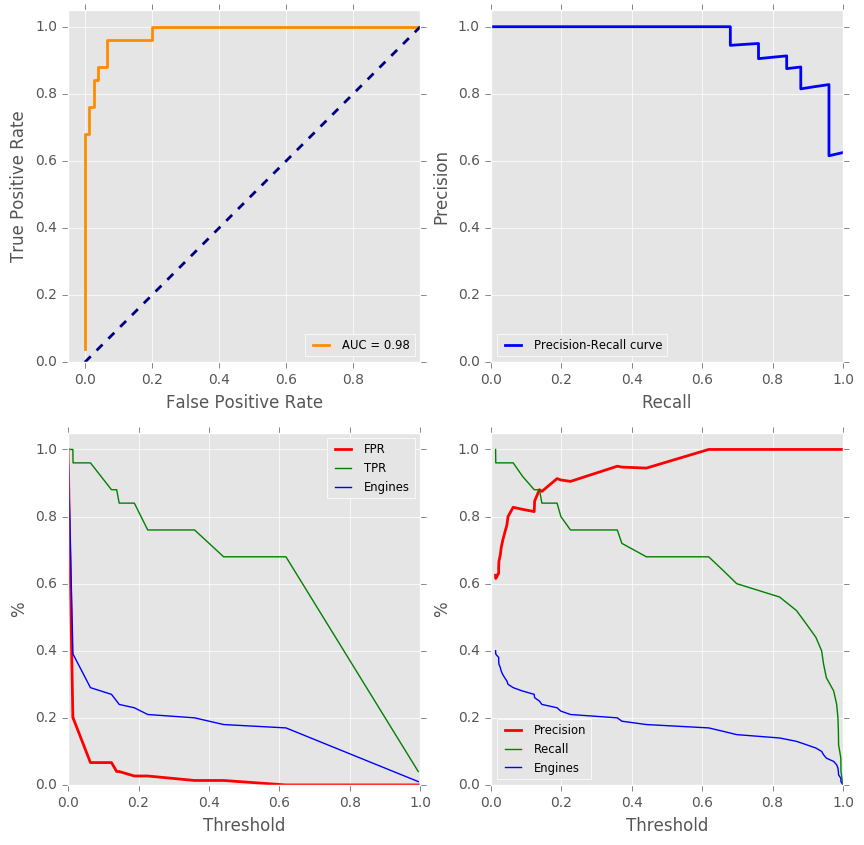 1.0
0.8
0.6
0.4
0.2
0.0
True Positive Rate
0.0 0.2 0.4 0.6 0.8
False Positive Rate
AUC = 0.98
1.0
0.8
0.6
0.4
0.2
0.0
Precision
0.0 0.2 0.4 0.6 0.8 1.0
Recall
Precision-Recall curve
1.0
0.8
0.6
0.4
0.2
0.0
%
0.0 0.2 0.4 0.6 0.8 1.0
Threshold
FPR
TPR
Engines
1.0
0.8
0.6
0.4
0.2
0.0
%
0.0 0.2 0.4 0.6 0.8 1.0
Threshold
Precision
Recall
Engines